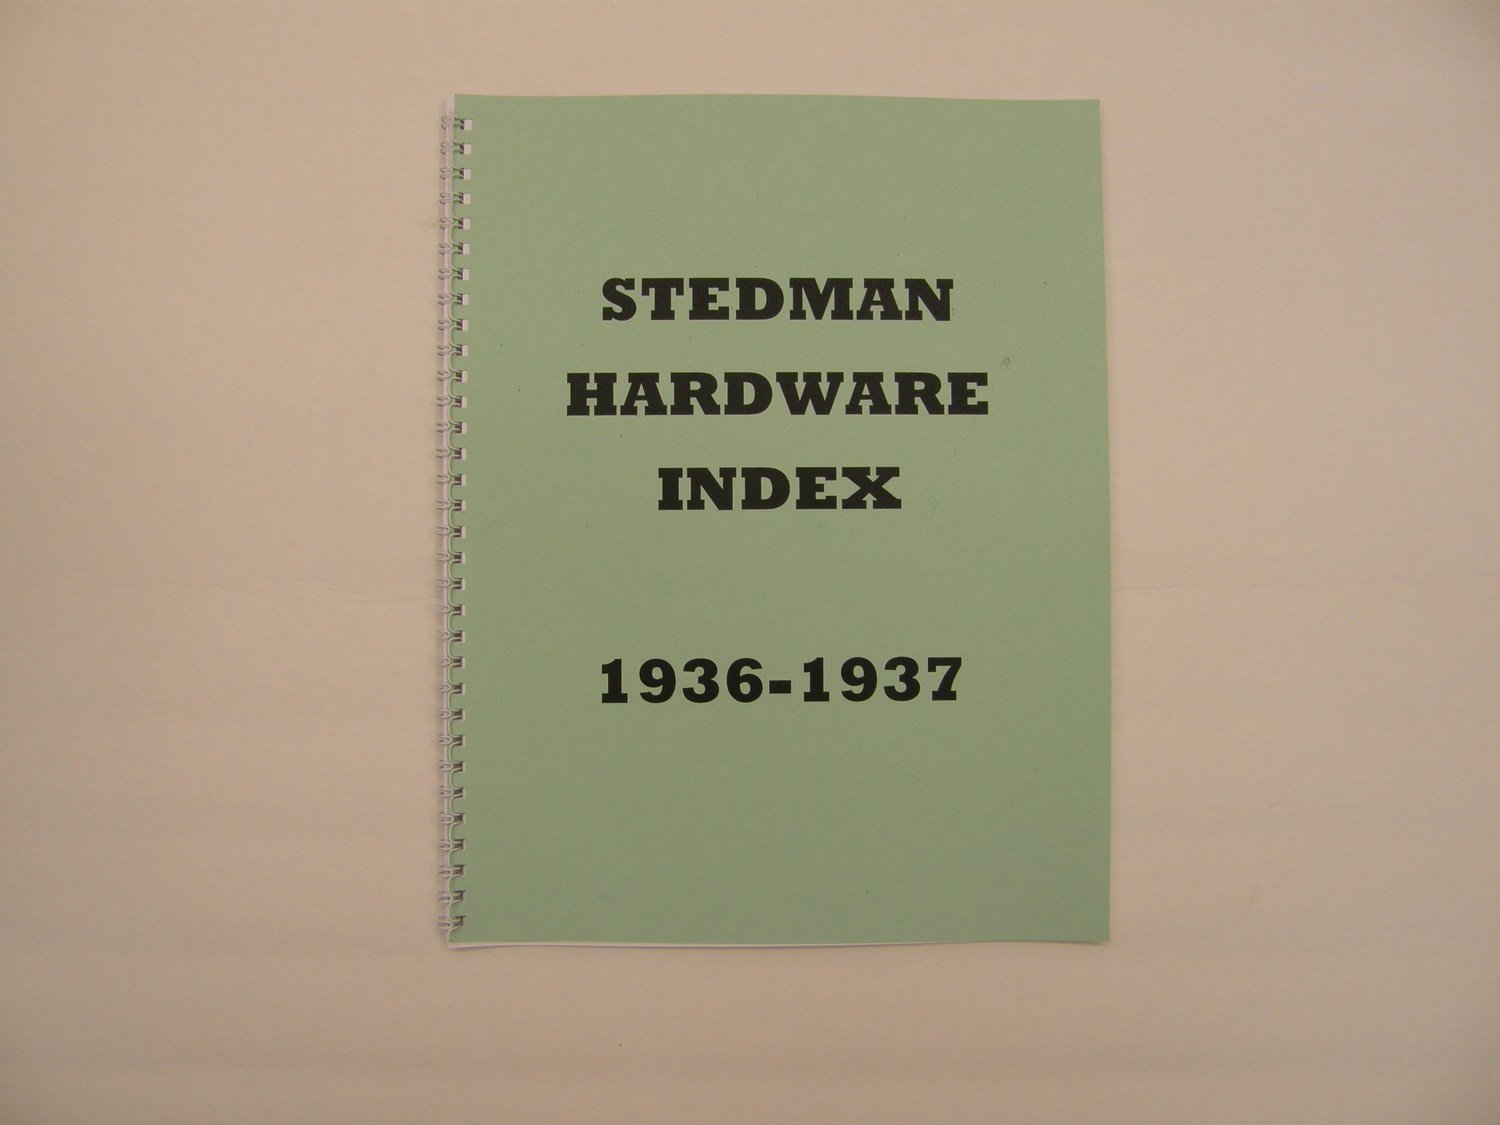 STEDMAN
HARDWARE
INDEX
1936-1937